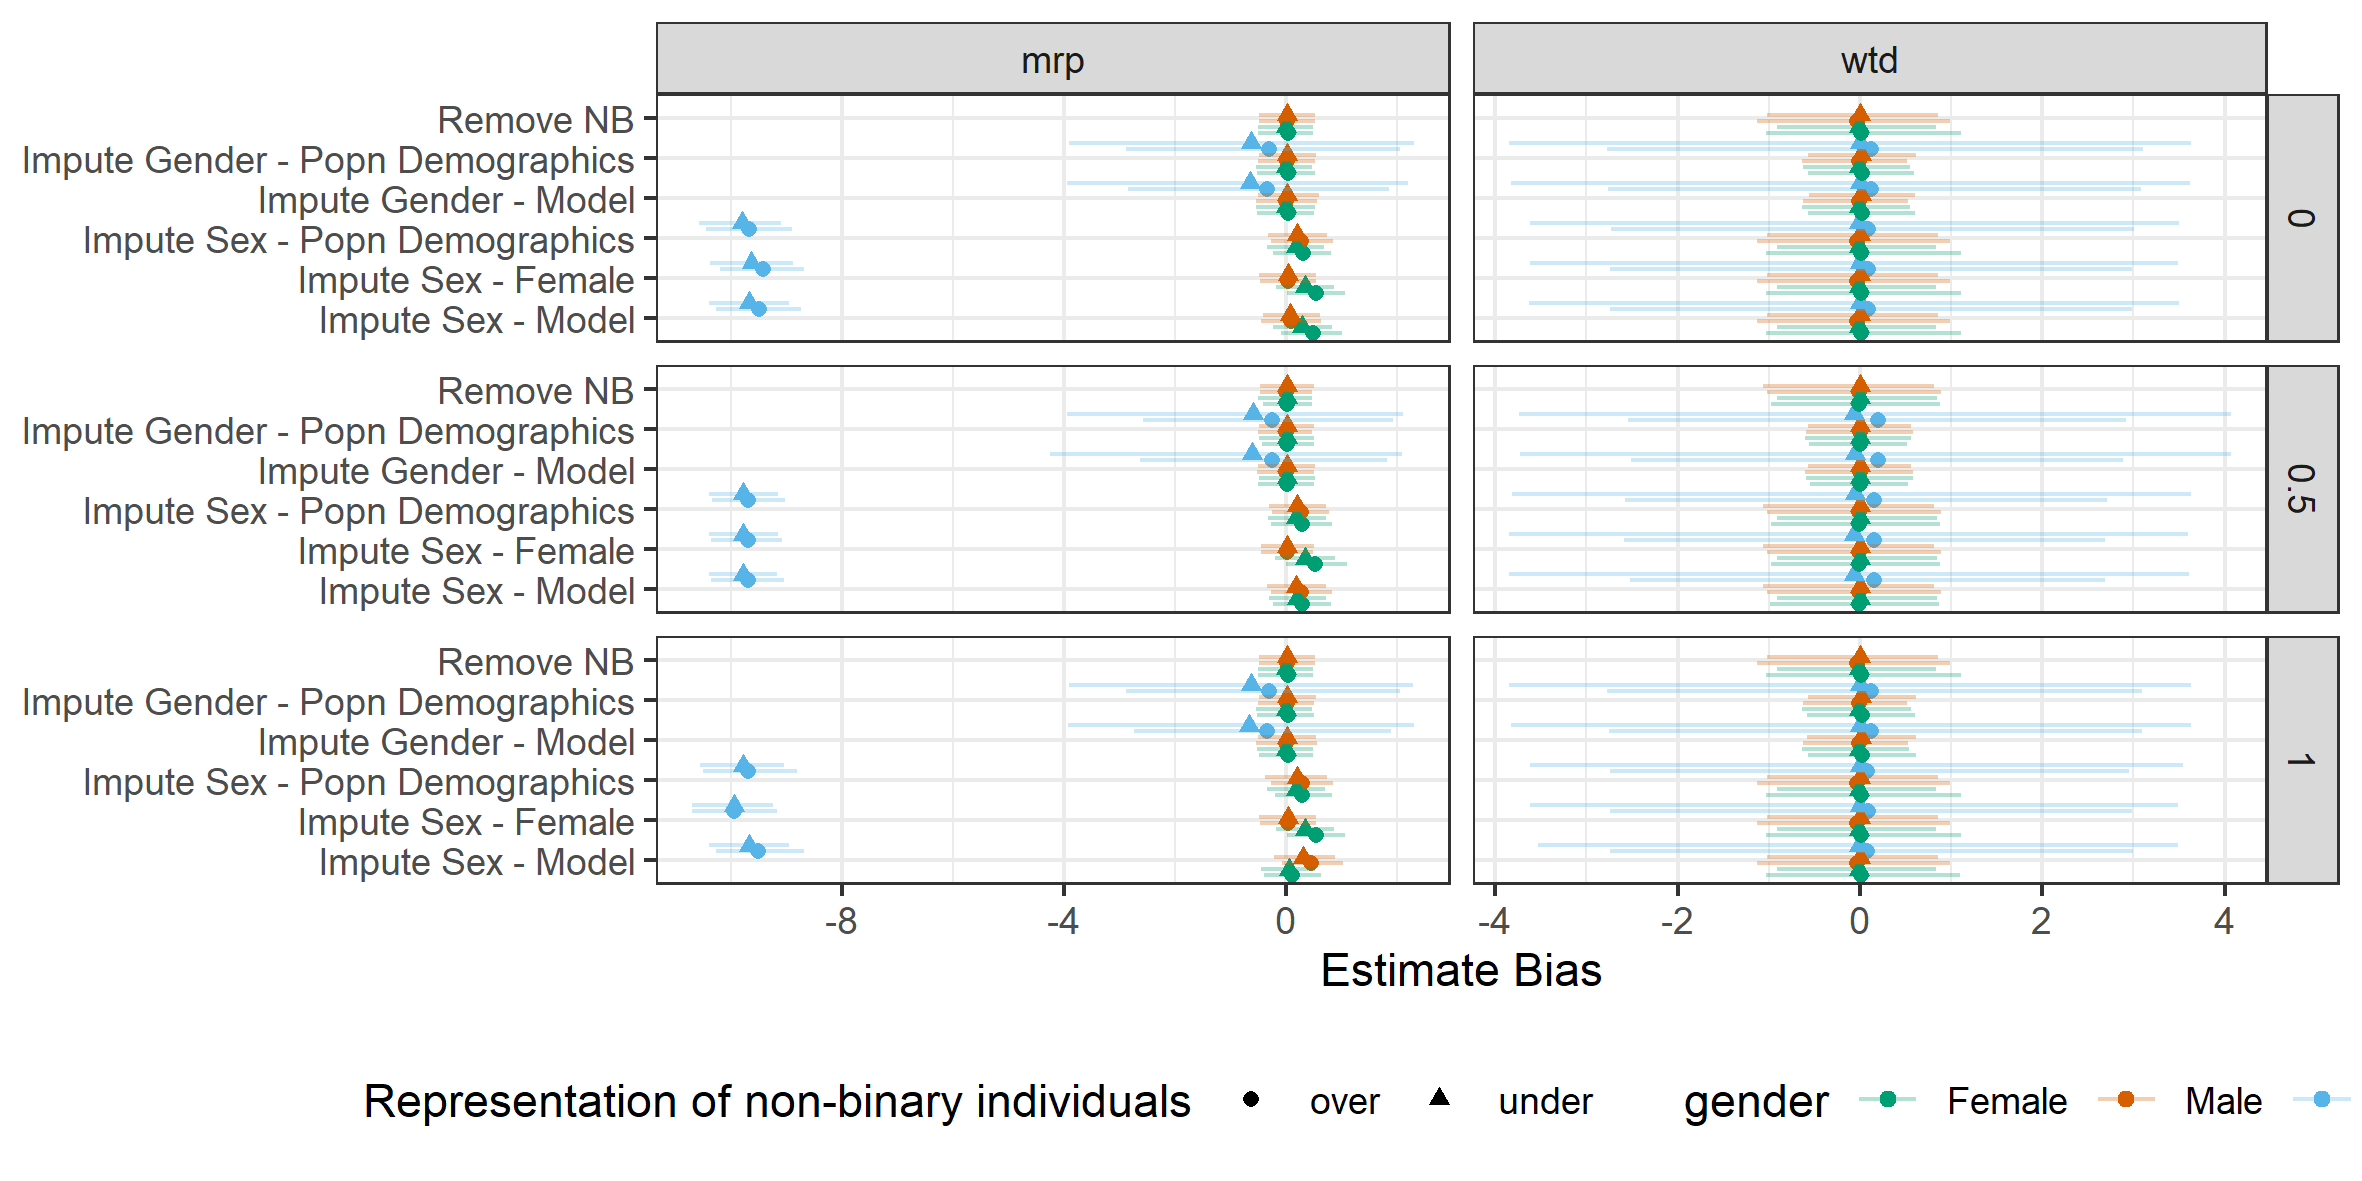 mrp
wtd
Remove NB
Impute Gender - Popn Demographics
Impute Gender - Model
Impute Sex - Popn Demographics
Impute Sex - Female
Impute Sex - Model
0
Remove NB
Impute Gender - Popn Demographics
Impute Gender - Model
Impute Sex - Popn Demographics
Impute Sex - Female
Impute Sex - Model
0.5
Remove NB
Impute Gender - Popn Demographics
Impute Gender - Model
Impute Sex - Popn Demographics
Impute Sex - Female
Impute Sex - Model
1
-8 -4 0 -4 -2 0 2 4
Estimate Bias
Representation of non-binary individuals over under gender Female Male